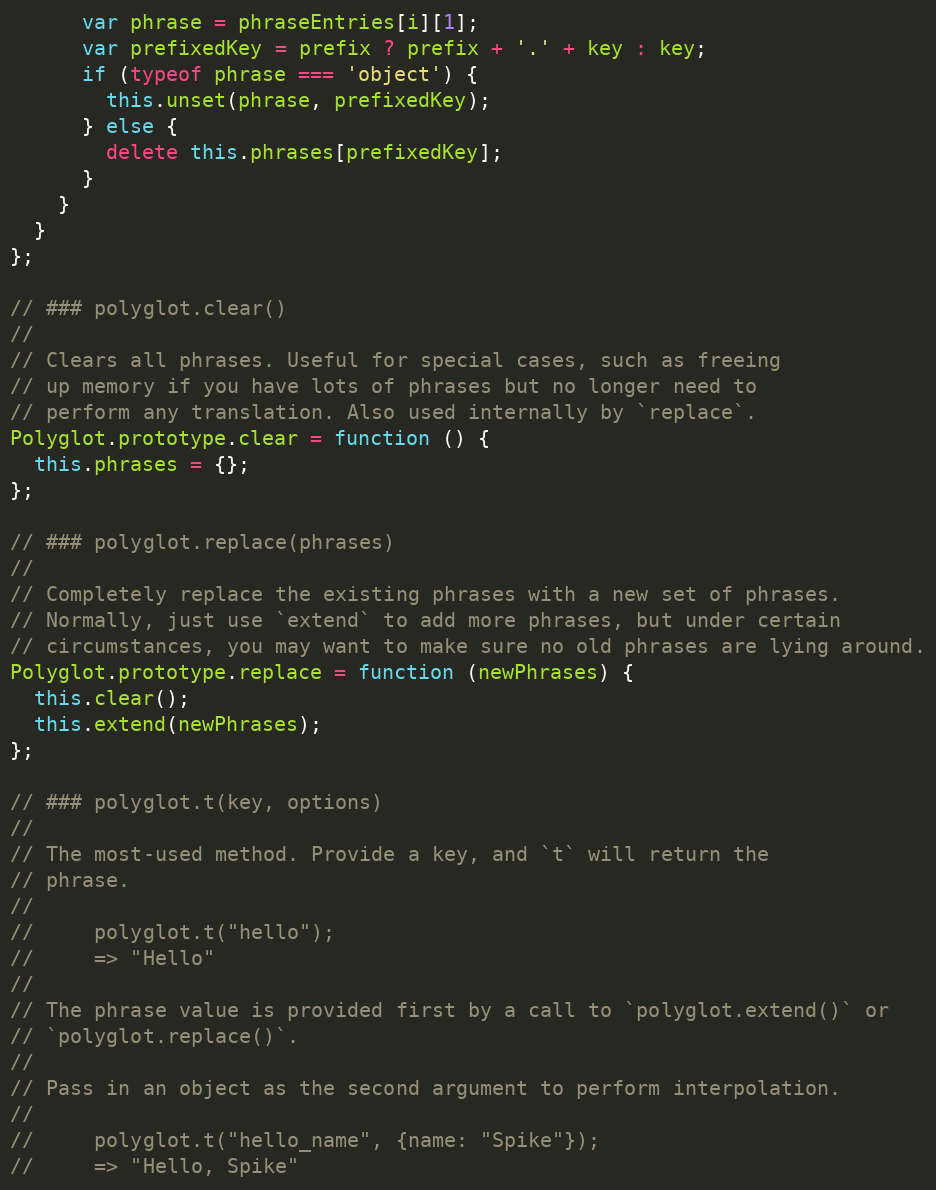 var phrase = phraseEntries[i][1];
      var prefixedKey = prefix ? prefix + '.' + key : key;
      if (typeof phrase === 'object') {
        this.unset(phrase, prefixedKey);
      } else {
        delete this.phrases[prefixedKey];
      }
    }
  }
};

// ### polyglot.clear()
//
// Clears all phrases. Useful for special cases, such as freeing
// up memory if you have lots of phrases but no longer need to
// perform any translation. Also used internally by `replace`.
Polyglot.prototype.clear = function () {
  this.phrases = {};
};

// ### polyglot.replace(phrases)
//
// Completely replace the existing phrases with a new set of phrases.
// Normally, just use `extend` to add more phrases, but under certain
// circumstances, you may want to make sure no old phrases are lying around.
Polyglot.prototype.replace = function (newPhrases) {
  this.clear();
  this.extend(newPhrases);
};

// ### polyglot.t(key, options)
//
// The most-used method. Provide a key, and `t` will return the
// phrase.
//
//     polyglot.t("hello");
//     => "Hello"
//
// The phrase value is provided first by a call to `polyglot.extend()` or
// `polyglot.replace()`.
//
// Pass in an object as the second argument to perform interpolation.
//
//     polyglot.t("hello_name", {name: "Spike"});
//     => "Hello, Spike"